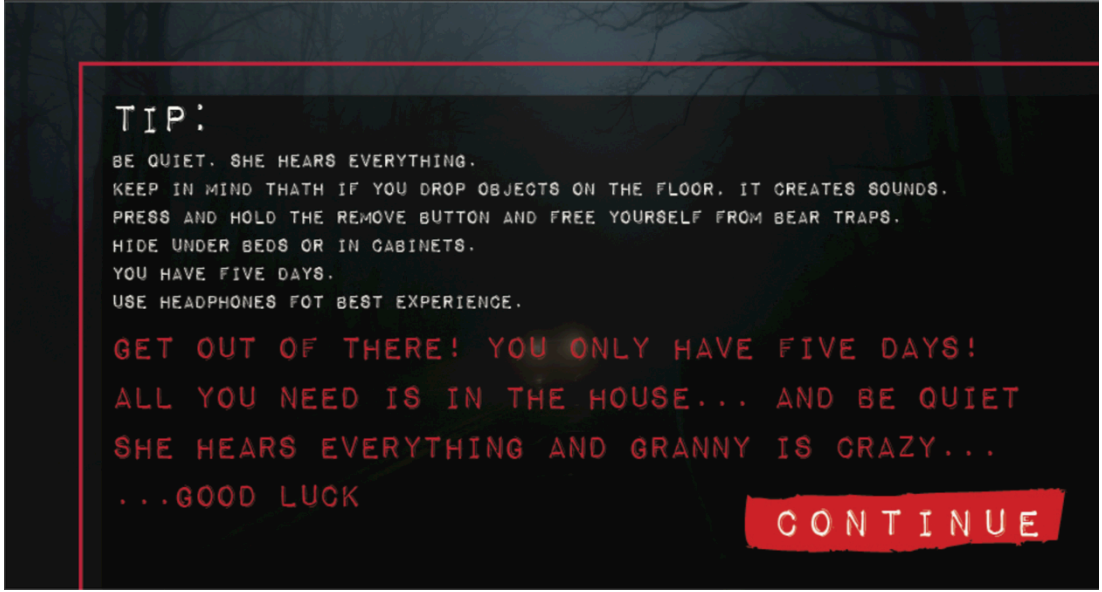 TIP:
BE QUIET. SHE HEARS EVERYTHING.
KEEP IN MIND THATH IF YOU DROP OBJECTS ON THE FLOOR. IT CREATES SOUNDS.
PRESS AND HOLD THE REMOVE BUTTON AND FREE YOURSELF FROM BEAR TRAPS.
HIDE UNDER BEDS OR IN CABINETS.
YOU HAVE FIVE DAYS.
USE HEADPHONES FOT BEST EXPERIENCE.
GET OUT OF THERE! YOU ONLY HAVE FIVE DAYS!
ALL YOU NEED IS IN THE HOUSE... AND BE QUIET
SHE HEARS EVERYTHING AND GRANNY IS CRAZY...
...GOOD LUCK
CONTINUE